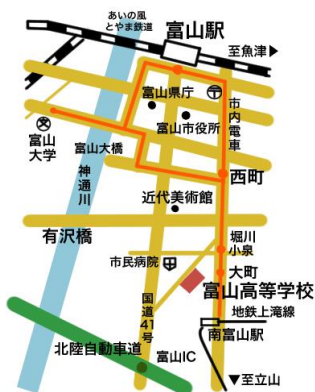 あいの風
とやま鉄道
富山駅
至魚津▶
富山県庁
〒
市内電車
富山市役所
文
富山
大学
富山大橋
神通川
西町
近代美術館
有沢橋
堀川
小泉
市民病院
大町
富山高等学校
国道41号
地鉄上滝線
南富山駅
北陸自動車道
富山IC
▼至立山